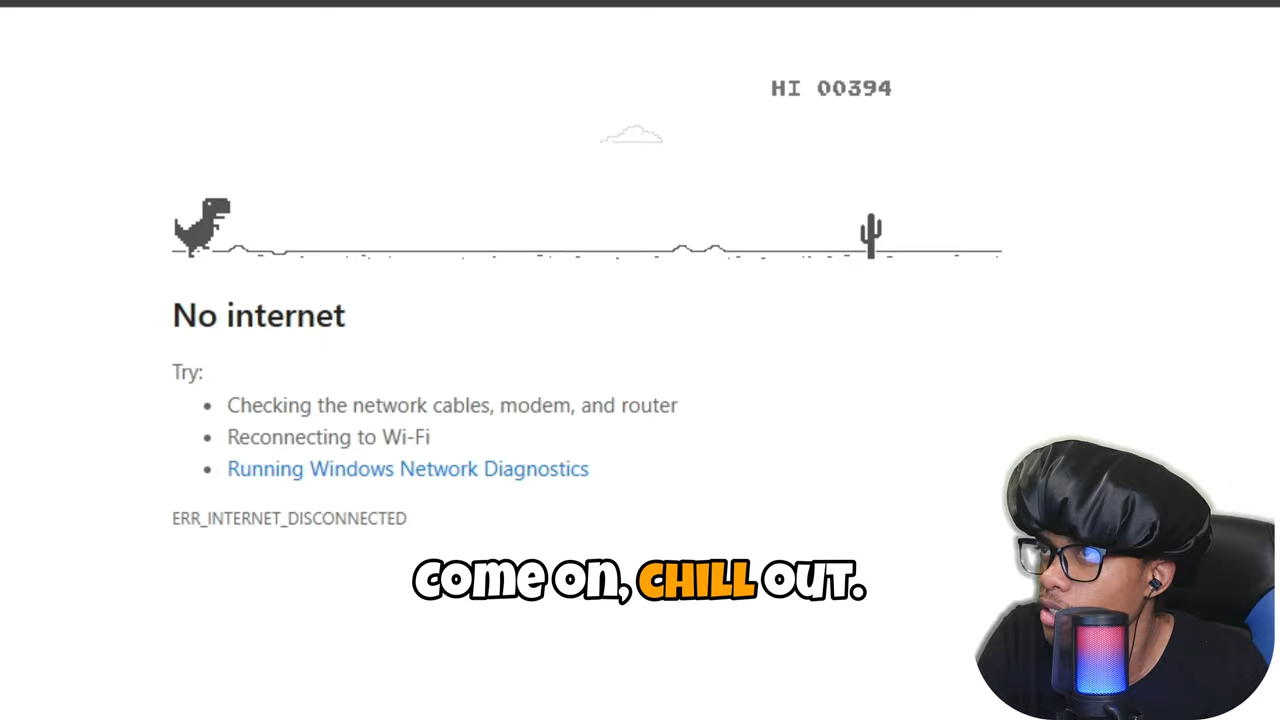 HI 00394
No internet
Try:
Checking the network cables, modem, and router
Reconnecting to Wi-Fi
Running Windows Network Diagnostics
ERR_INTERNET_DISCONNECTED
COME ON, CHILL OUT.